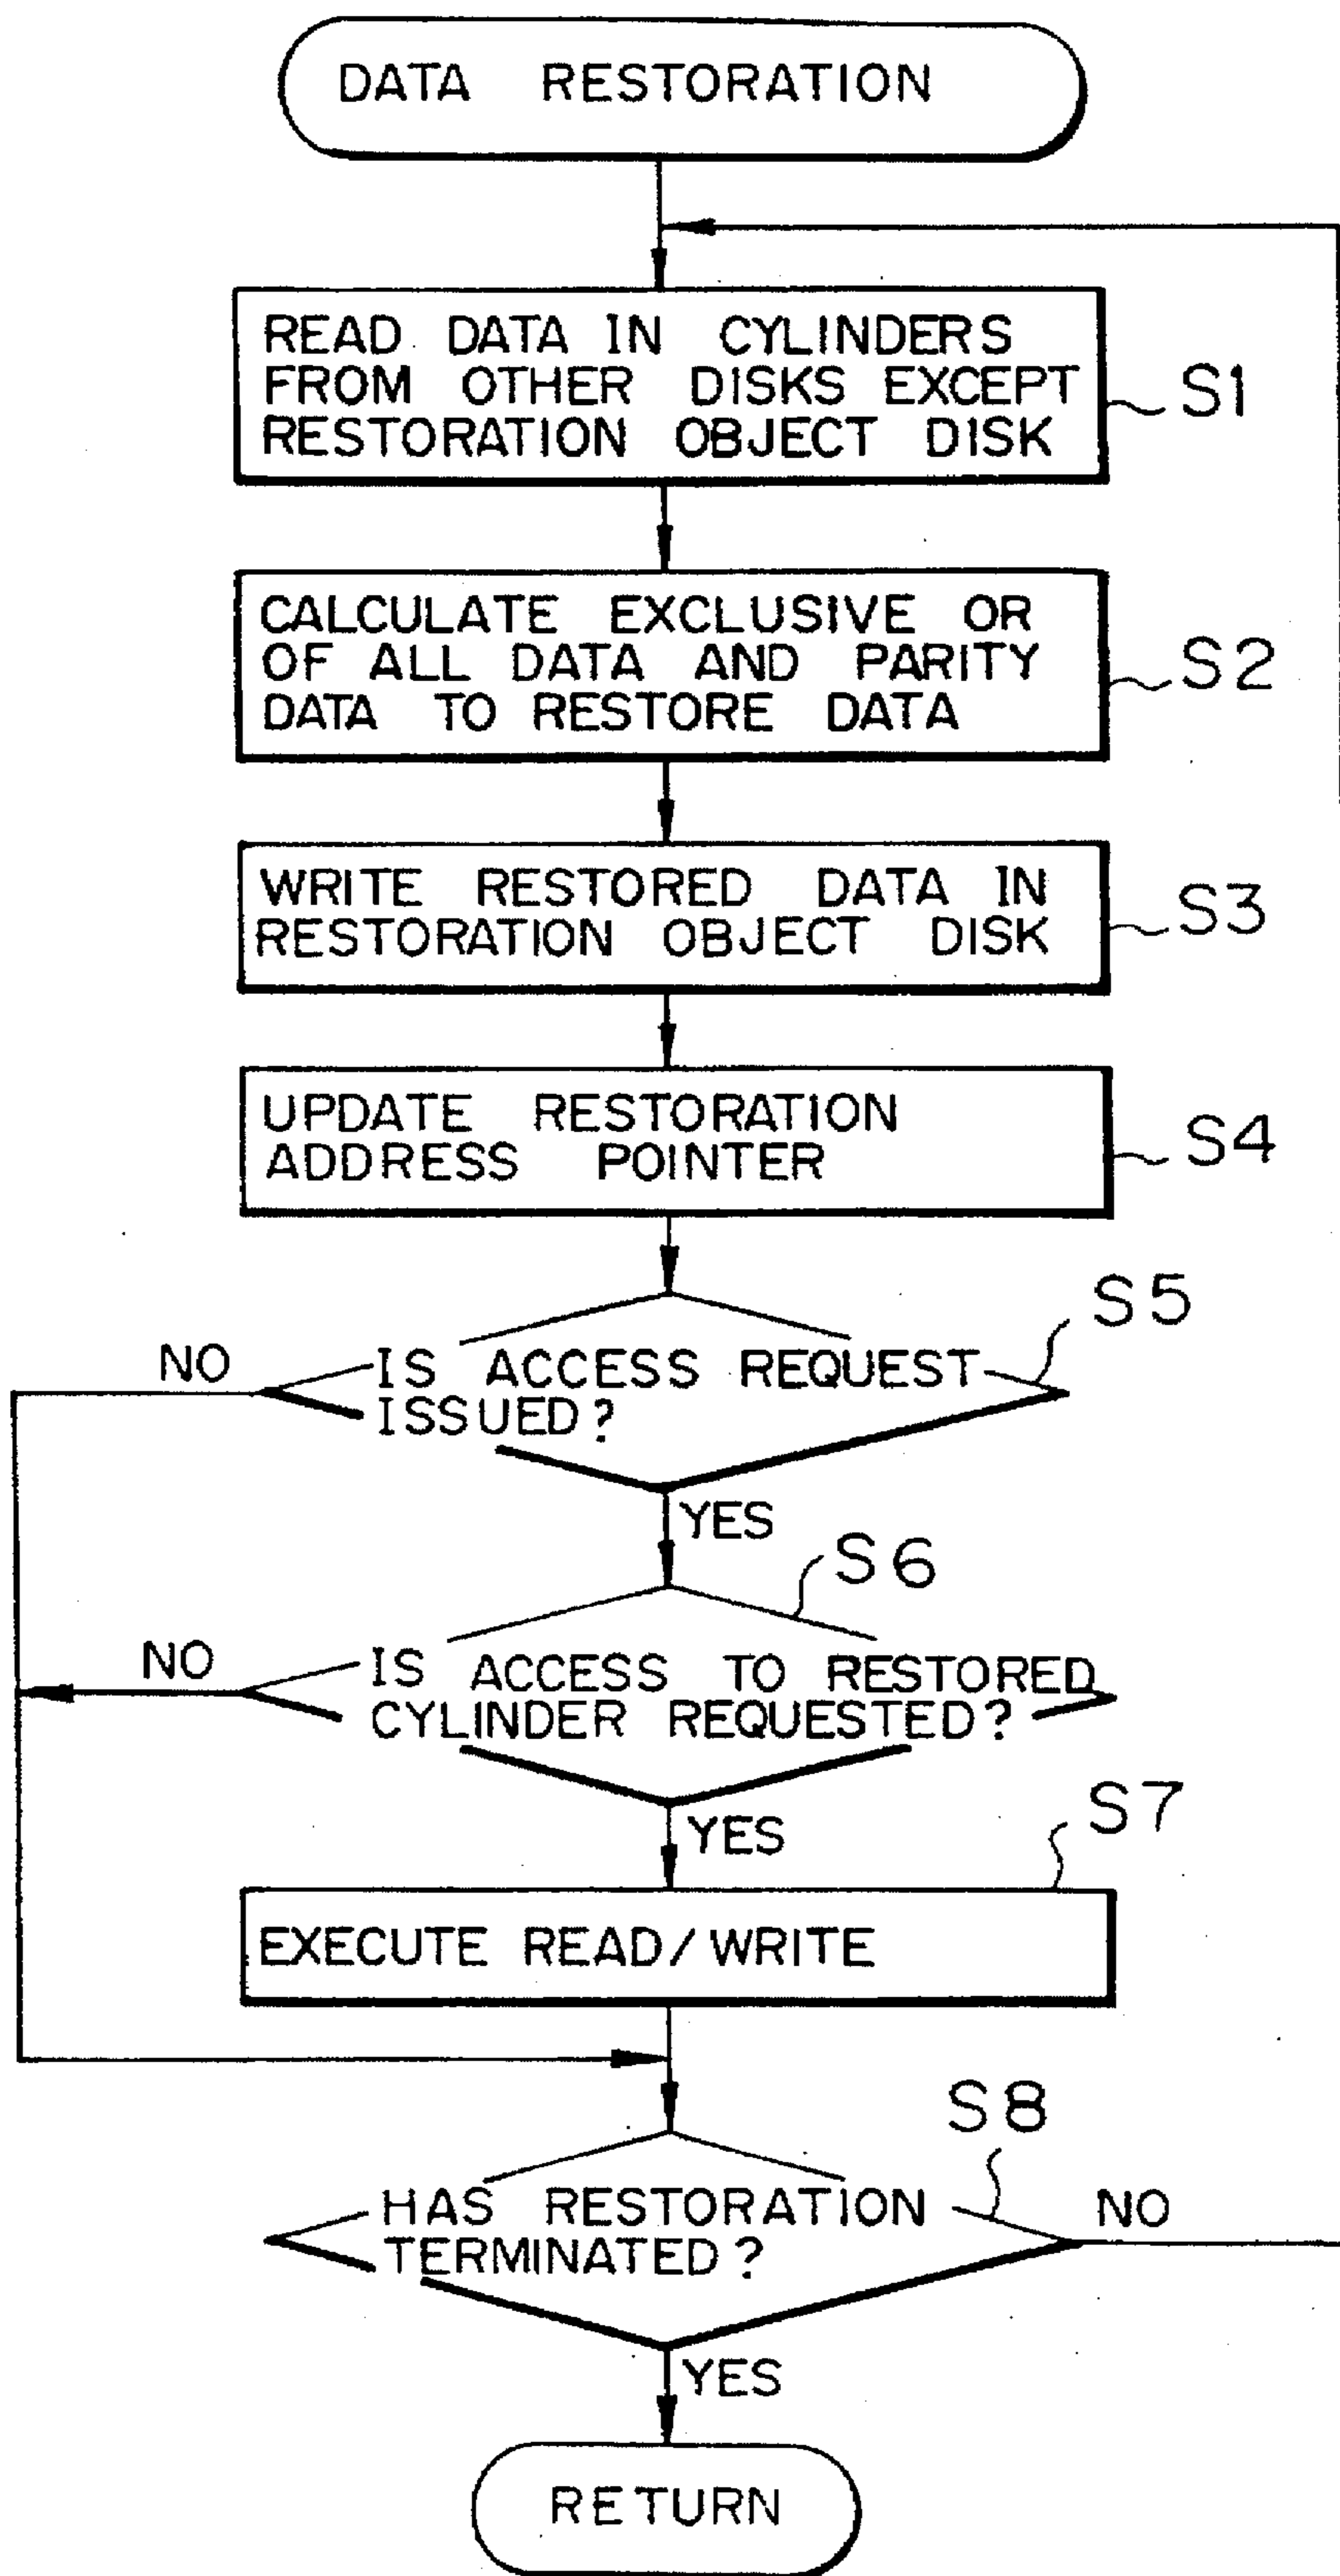 DATA RESTORATION
READ DATA IN CYLINDERS
FROM OTHER DISKS EXCEPT
RESTORATION OBJECT DISK
S1
CALCULATE EXCLUSIVE OR
OF ALL DATA AND PARITY
DATA TO RESTORE DATA
S2
WRITE RESTORED DATA IN
RESTORATION OBJECT DISK
S3
UPDATE RESTORATION
ADDRESS POINTER
S4
S5
NO
IS ACCESS REQUEST
ISSUED?
YES
S6
NO
IS ACCESS TO RESTORED
CYLINDER REQUESTED?
YES
S7
EXECUTE READ/WRITE
S8
HAS RESTORATION
TERMINATED?
NO
YES
RETURN